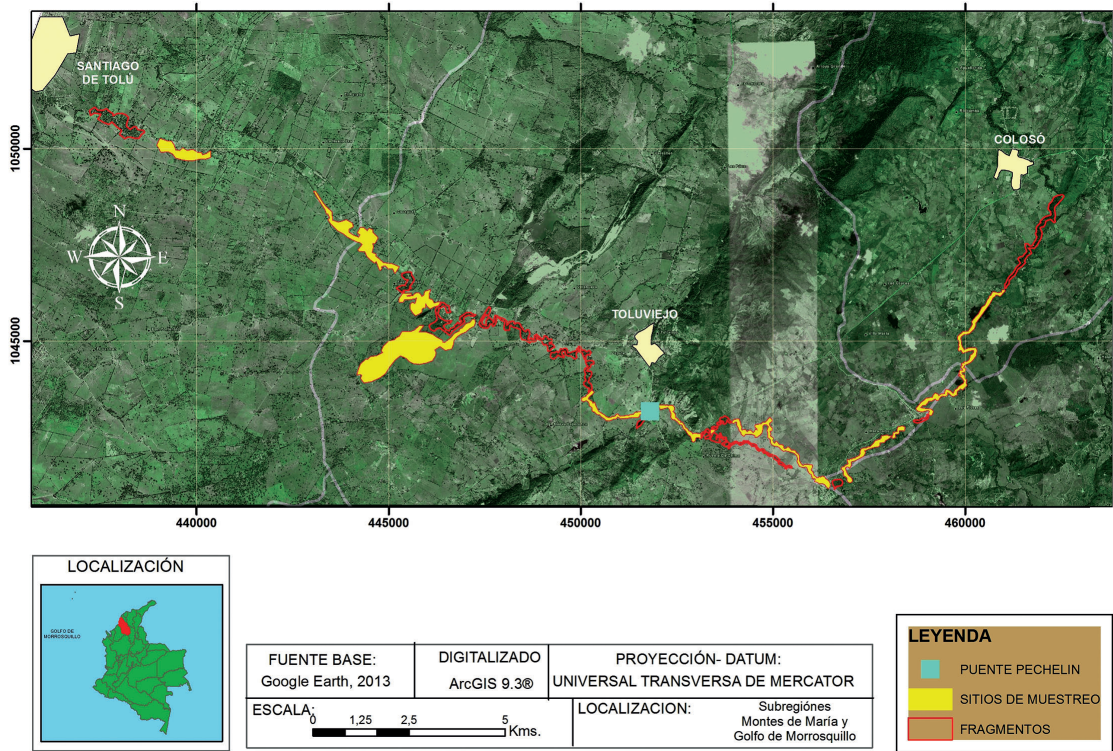 SANTIAGO
DE TOLÚ
COLOSÓ
TOLUVIEJO
1050000
1045000
N
W E
S
440000 445000 450000 455000 460000
LOCALIZACIÓN
GOLFO DE
MORROSQUILLO
FUENTE BASE:
Google Earth, 2013
DIGITALIZADO
ArcGIS 9.3®
PROYECCIÓN- DATUM:
UNIVERSAL TRANSVERSA DE MERCATOR
ESCALA:
0 1,25 2,5 5
Kms.
LOCALIZACION:
Subregiónes
Montes de María y
Golfo de Morrosquillo
LEYENDA
PUENTE PECHELIN
SITIOS DE MUESTREO
FRAGMENTOS